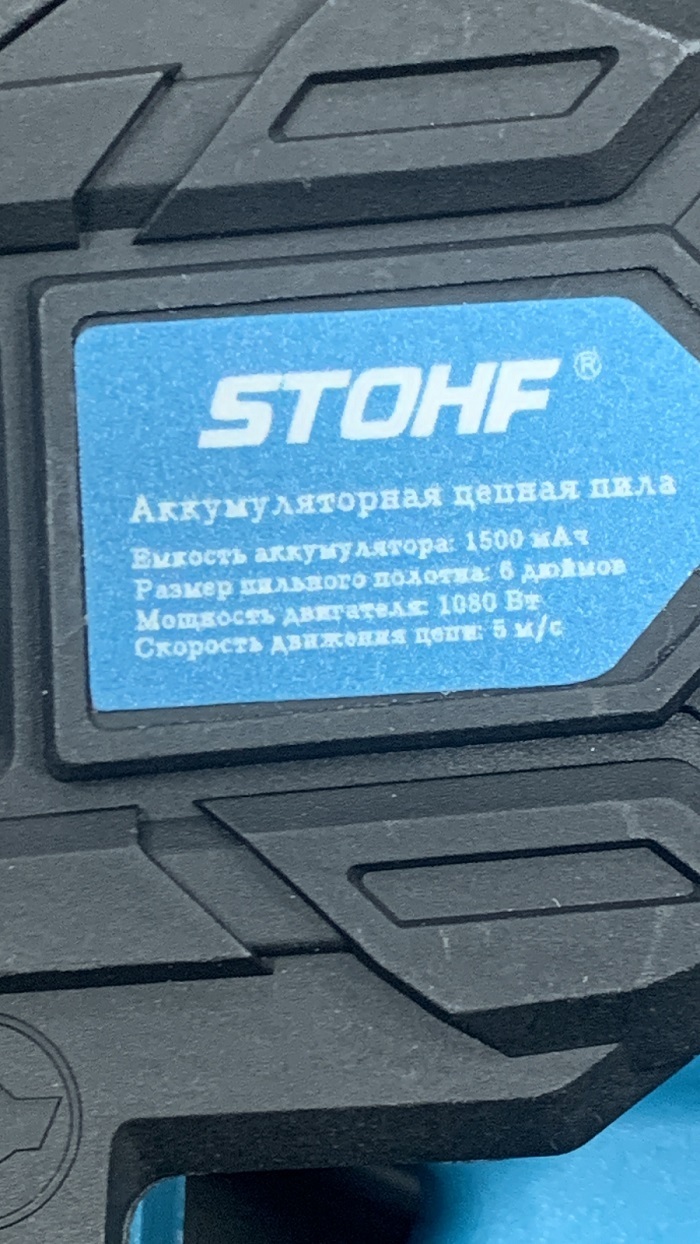 STOHF®
Аккумуляторная цепная пила
Емкость аккумулятора: 1500 мАч
Размер пильного полотна: 6 дюймов
Мощность двигателя: 1080 Вт
Скорость движения цепи: 5 м/с